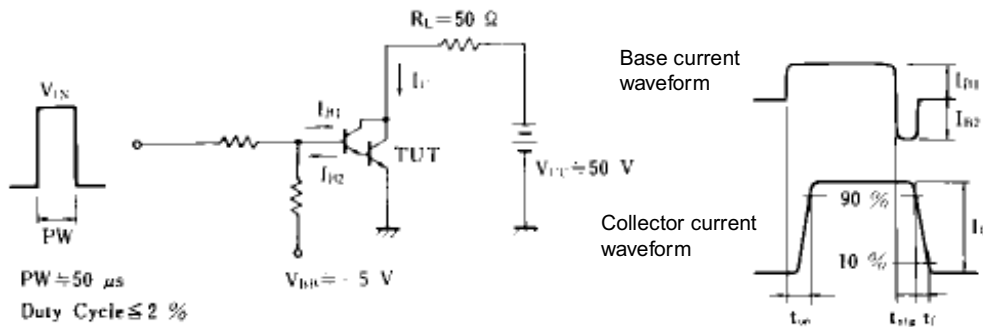 R_L=50 Ω
V_IN
I_C
I_B1
I_B2
TUT
V_CC≒50 V
PW
V_BB≒-5 V
PW≒50 μs
Duty Cycle≦2 %
Base current
waveform
I_B1
I_B2
Collector current
waveform
90 %
10 %
t_on
t_stg
t_f